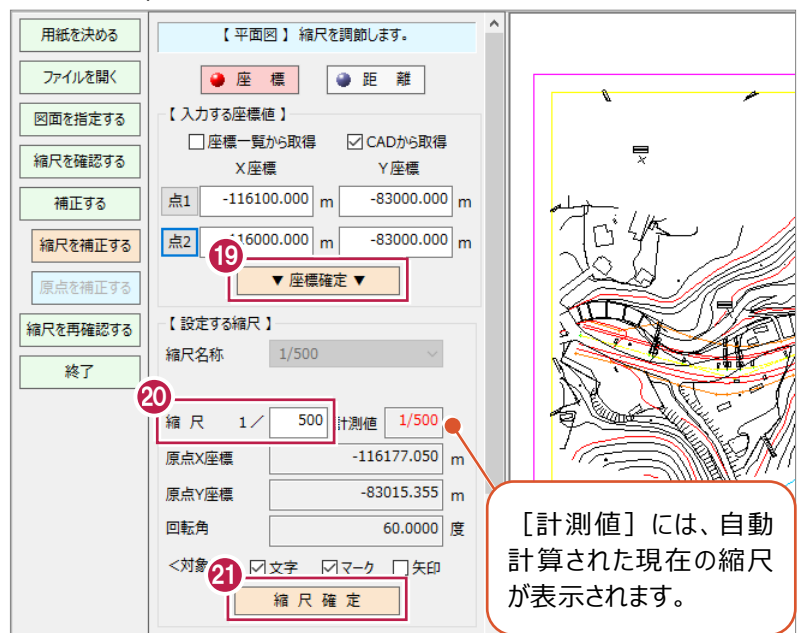 用紙を決める
ファイルを開く
図面を指定する
縮尺を確認する
補正する
縮尺を補正する
原点を補正する
縮尺を再確認する
終了
【 平面図 】 縮尺を調節します。
座 標
距 離
【 入力する座標値 】
座標一覧から取得 CADから取得
X座標 Y座標
点1 -116100.000 m -83000.000 m
点2 16000.000 m -83000.000 m
19
▼ 座標確定 ▼
【 設定する縮尺 】
縮尺名称 1/500
20
縮 尺 1/ 500 計測値 1/500
原点X座標 -116177.050 m
原点Y座標 -83015.355 m
回転角 60.0000 度
<対象 文字 マーク 矢印
21
縮 尺 確 定
［計測値］には、自動
計算された現在の縮尺
が表示されます。